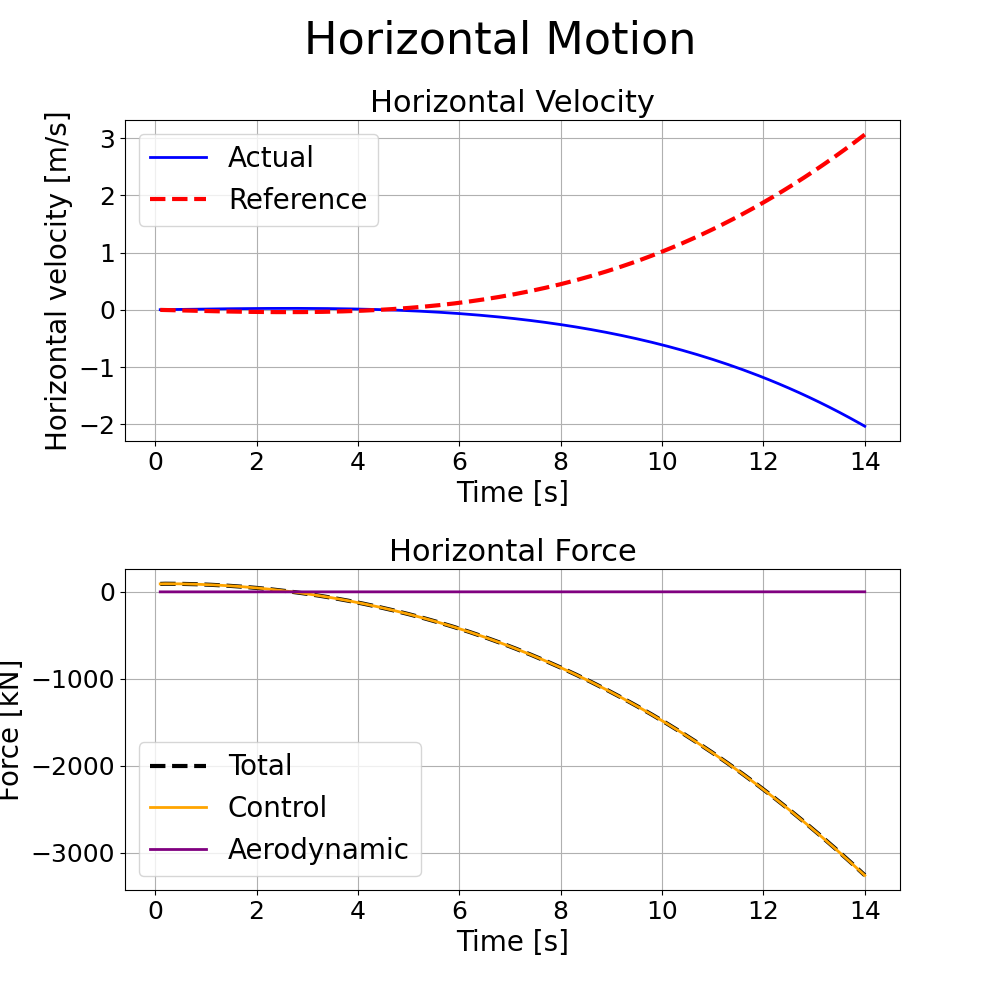 Horizontal Motion
Horizontal Velocity
Horizontal velocity [m/s]
3
2
1
0
−1
−2
Actual
Reference
0 2 4 6 8 10 12 14
Time [s]
Horizontal Force
Force [kN]
0
−1000
−2000
−3000
Total
Control
Aerodynamic
0 2 4 6 8 10 12 14
Time [s]